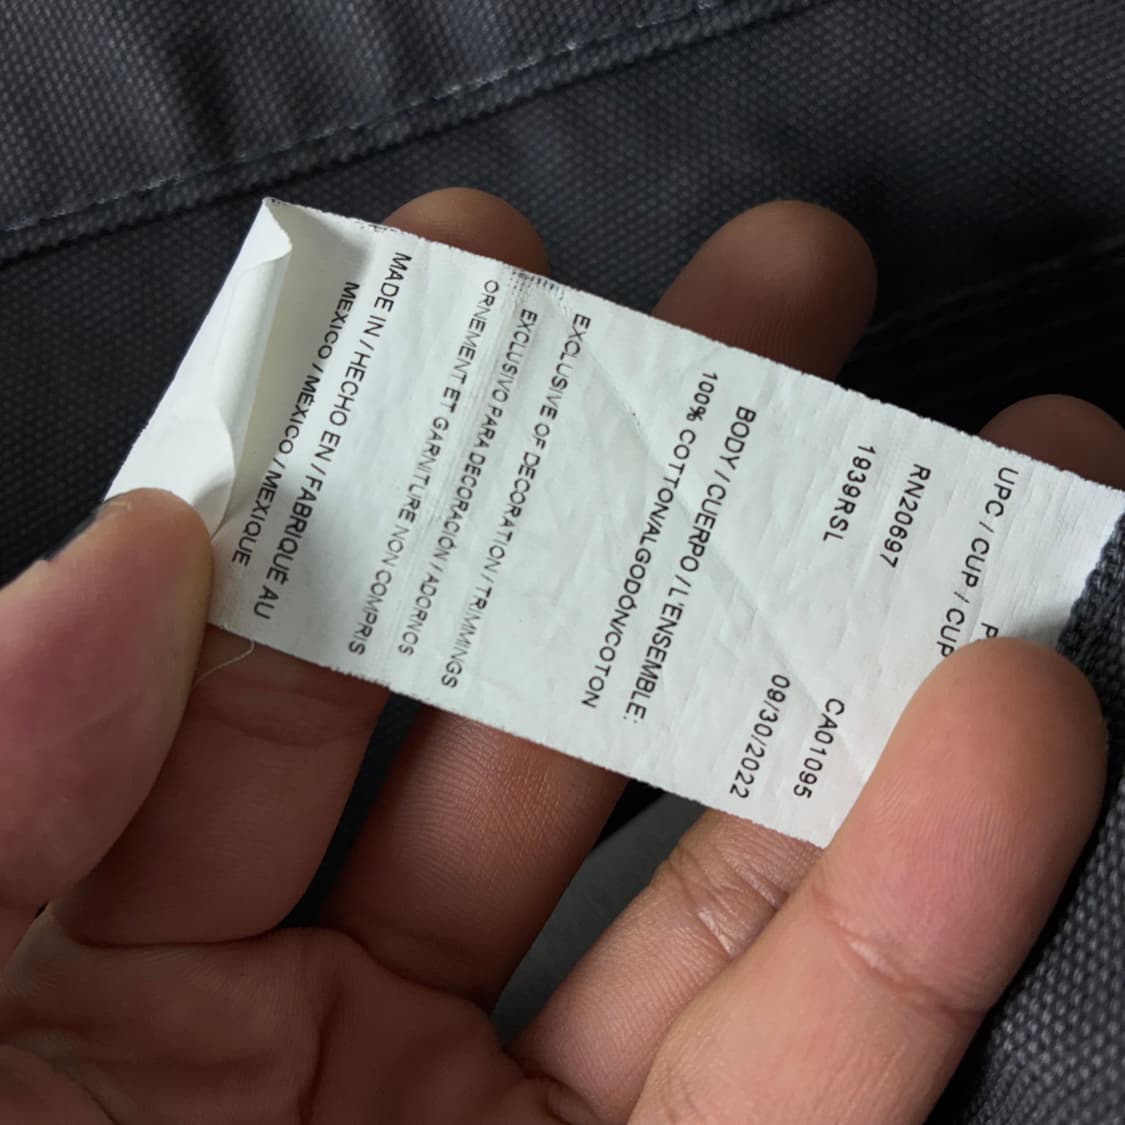 UPC / CUP / CUP
RN20697 CA01095
1939RSL 09/30/2022
BODY / CUERPO / L'ENSEMBLE:
100% COTTON/ALGODÓN/COTON
EXCLUSIVE OF DECORATION / TRIMMINGS
EXCLUSIVO PARA DECORACIÓN / ADORNOS
ORNEMENT ET GARNITURE NON COMPRIS
MADE IN / HECHO EN / FABRIQUE AU
MEXICO / MÉXICO / MEXIQUE